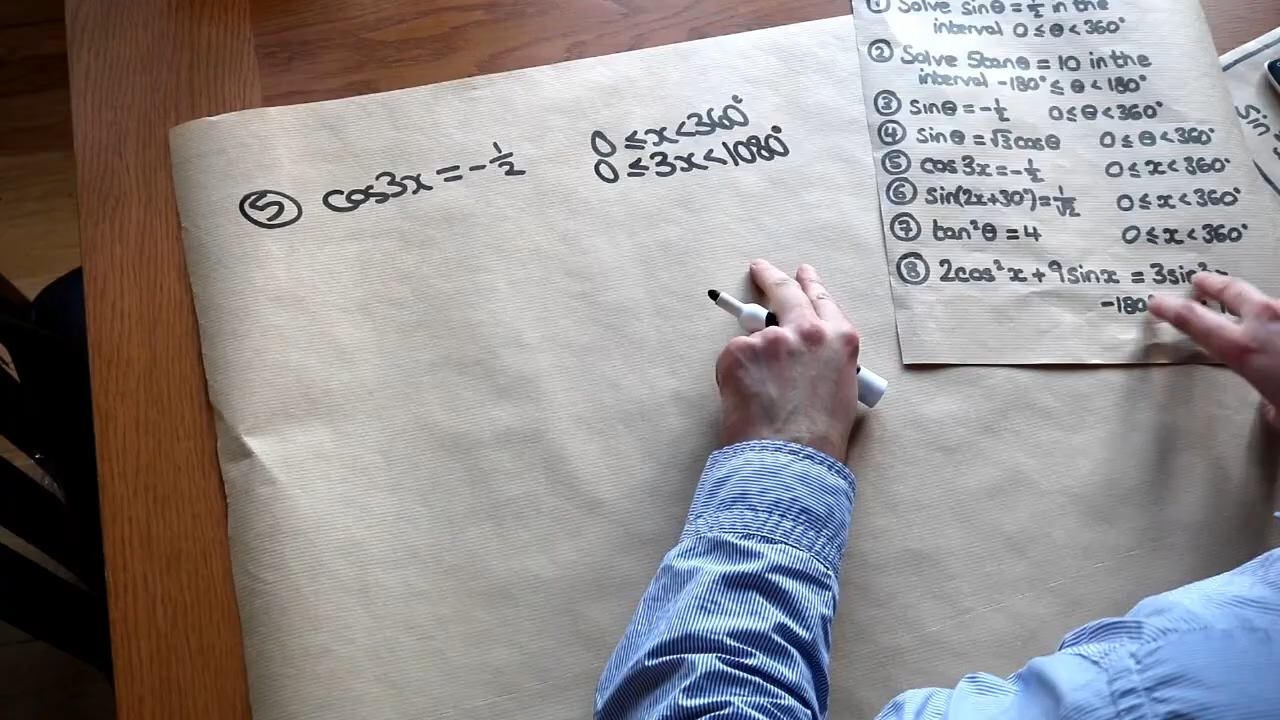 ⑤ cos3x = -1/2 0 ≤ x < 360°
0 ≤ 3x < 1080°
① Solve sinθ = 1/2 in the
interval 0 ≤ θ < 360°
② Solve 5tanθ = 10 in the
interval -180° ≤ θ < 180°
③ sinθ = -1/2 0 ≤ θ < 360°
④ sinθ = √3cosθ 0 ≤ θ < 360°
⑤ cos3x = -1/2 0 ≤ x < 360°
⑥ sin(2x+30°) = 1/√2 0 ≤ x < 360°
⑦ tan²θ = 4 0 ≤ x < 360°
⑧ 2cos²x + 9sinx = 3sin²
-180°
Sin